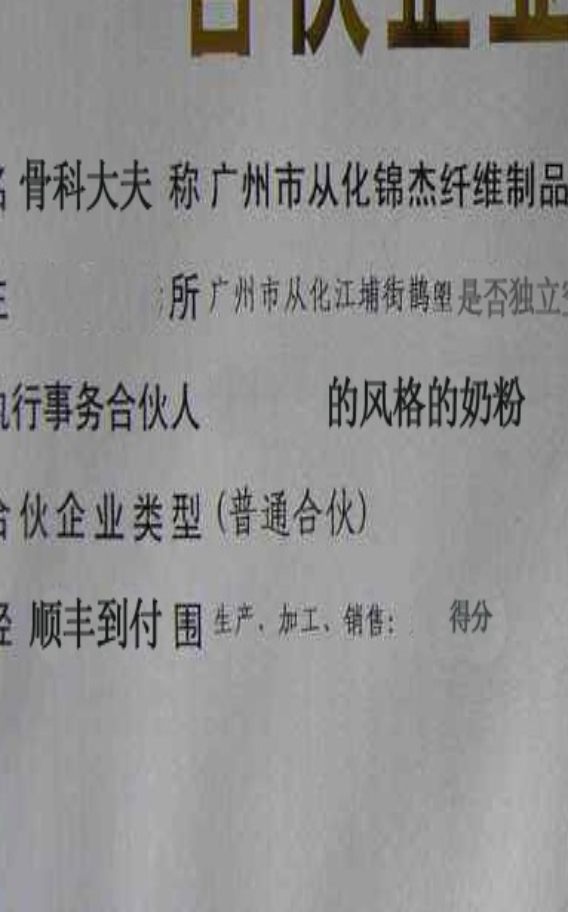 合伙企业
名 骨科大夫 称 广州市从化锦杰纤维制品
所 广州市从化江埔街鹊塱 是否独立
执行事务合伙人 的风格的奶粉
合伙企业类型 (普通合伙)
经 顺丰到付 围 生产、加工、销售: 得分